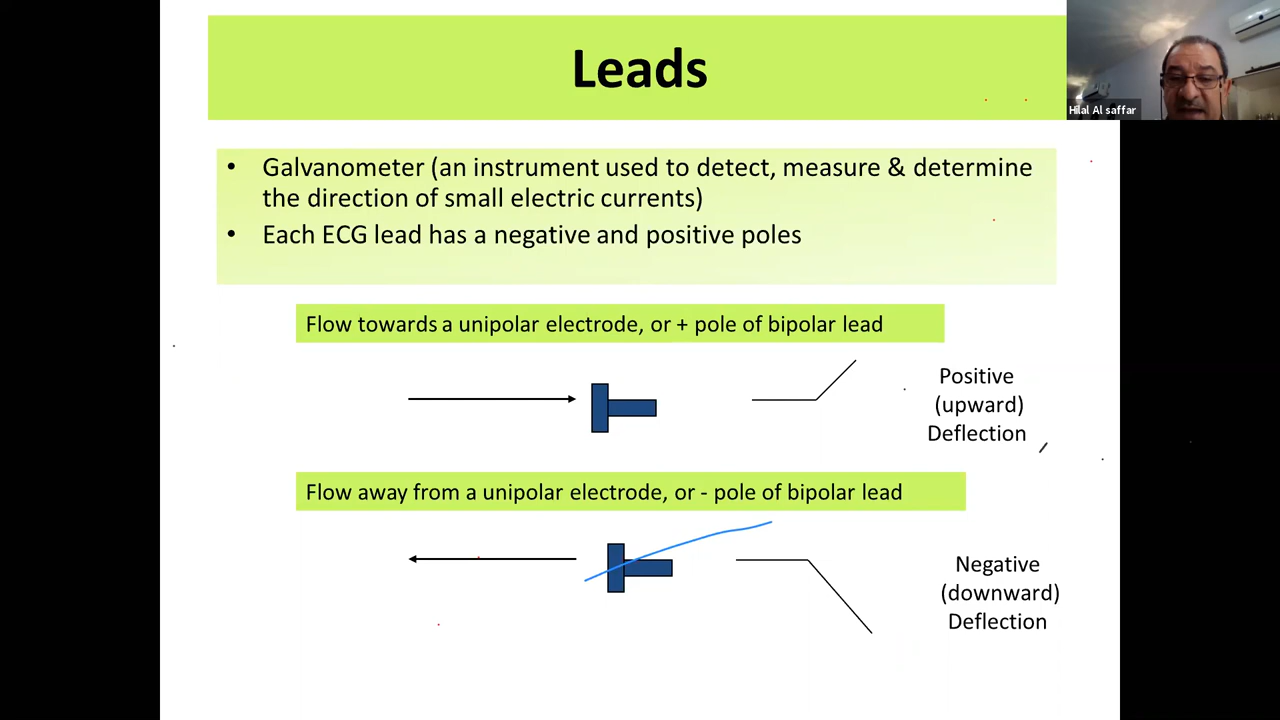 Leads
Hilal Al saffar
• Galvanometer (an instrument used to detect, measure & determine
the direction of small electric currents)
• Each ECG lead has a negative and positive poles
Flow towards a unipolar electrode, or + pole of bipolar lead
Positive
(upward)
Deflection
Flow away from a unipolar electrode, or - pole of bipolar lead
Negative
(downward)
Deflection